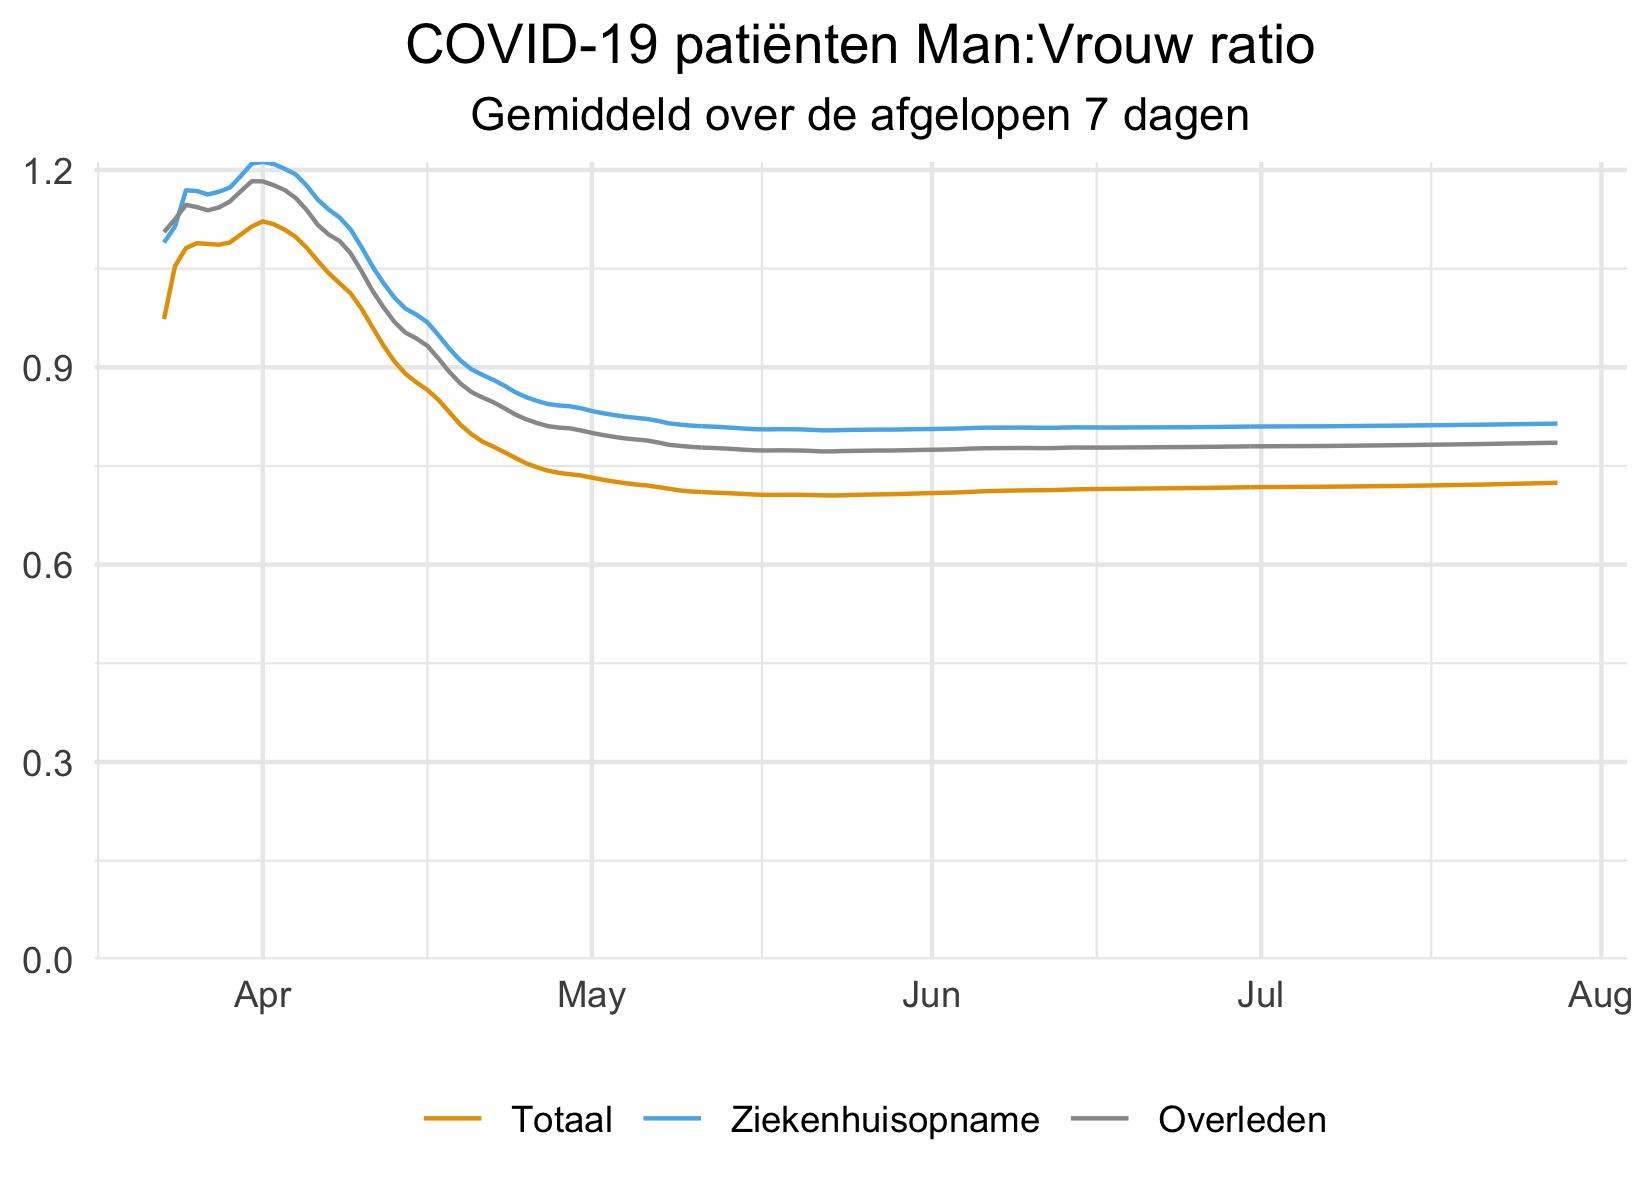 COVID-19 patiënten Man:Vrouw ratio
Gemiddeld over de afgelopen 7 dagen
1.2
0.9
0.6
0.3
0.0
Apr May Jun Jul Aug
Totaal Ziekenhuisopname Overleden